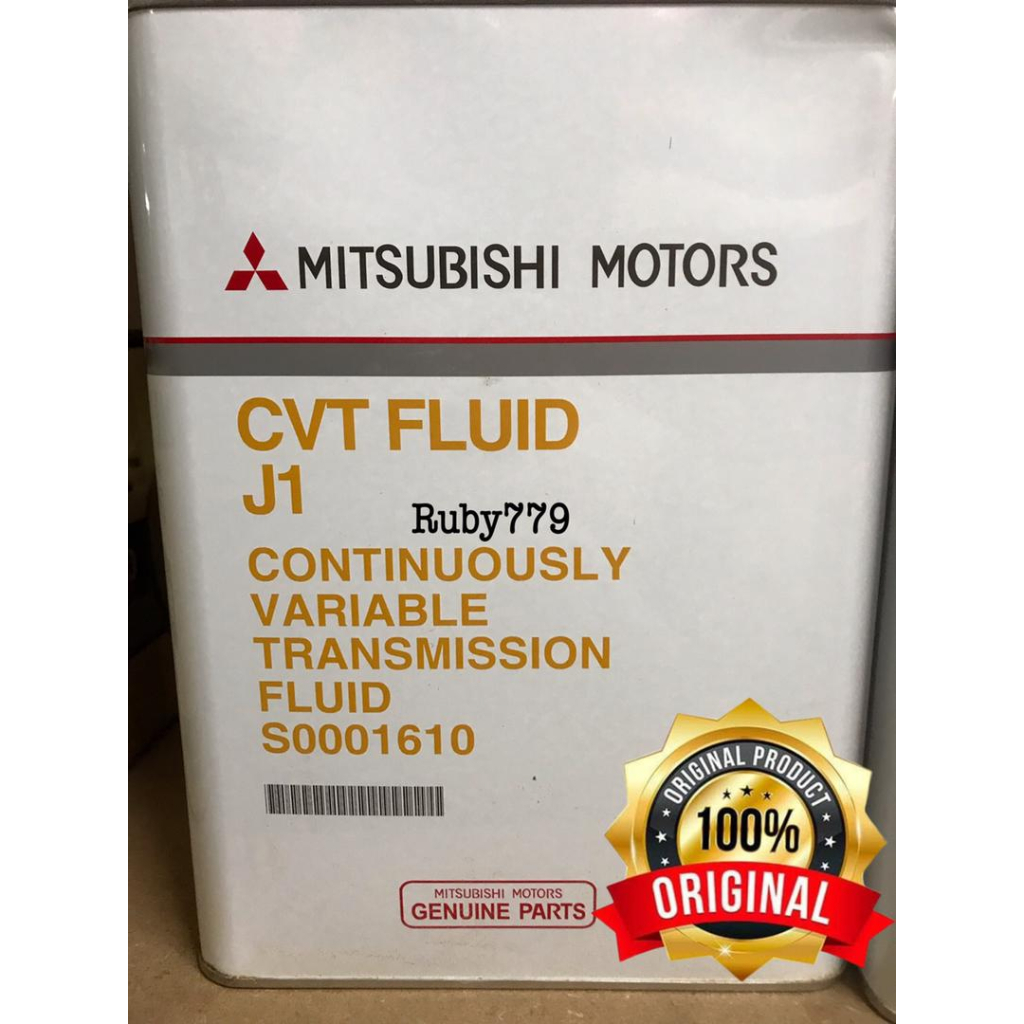 MITSUBISHI MOTORS
CVT FLUID
J1
Ruby779
CONTINUOUSLY
VARIABLE
TRANSMISSION
FLUID
S0001610
MITSUBISHI MOTORS
GENUINE PARTS
ORIGINAL PRODUCT
100%
ORIGINAL